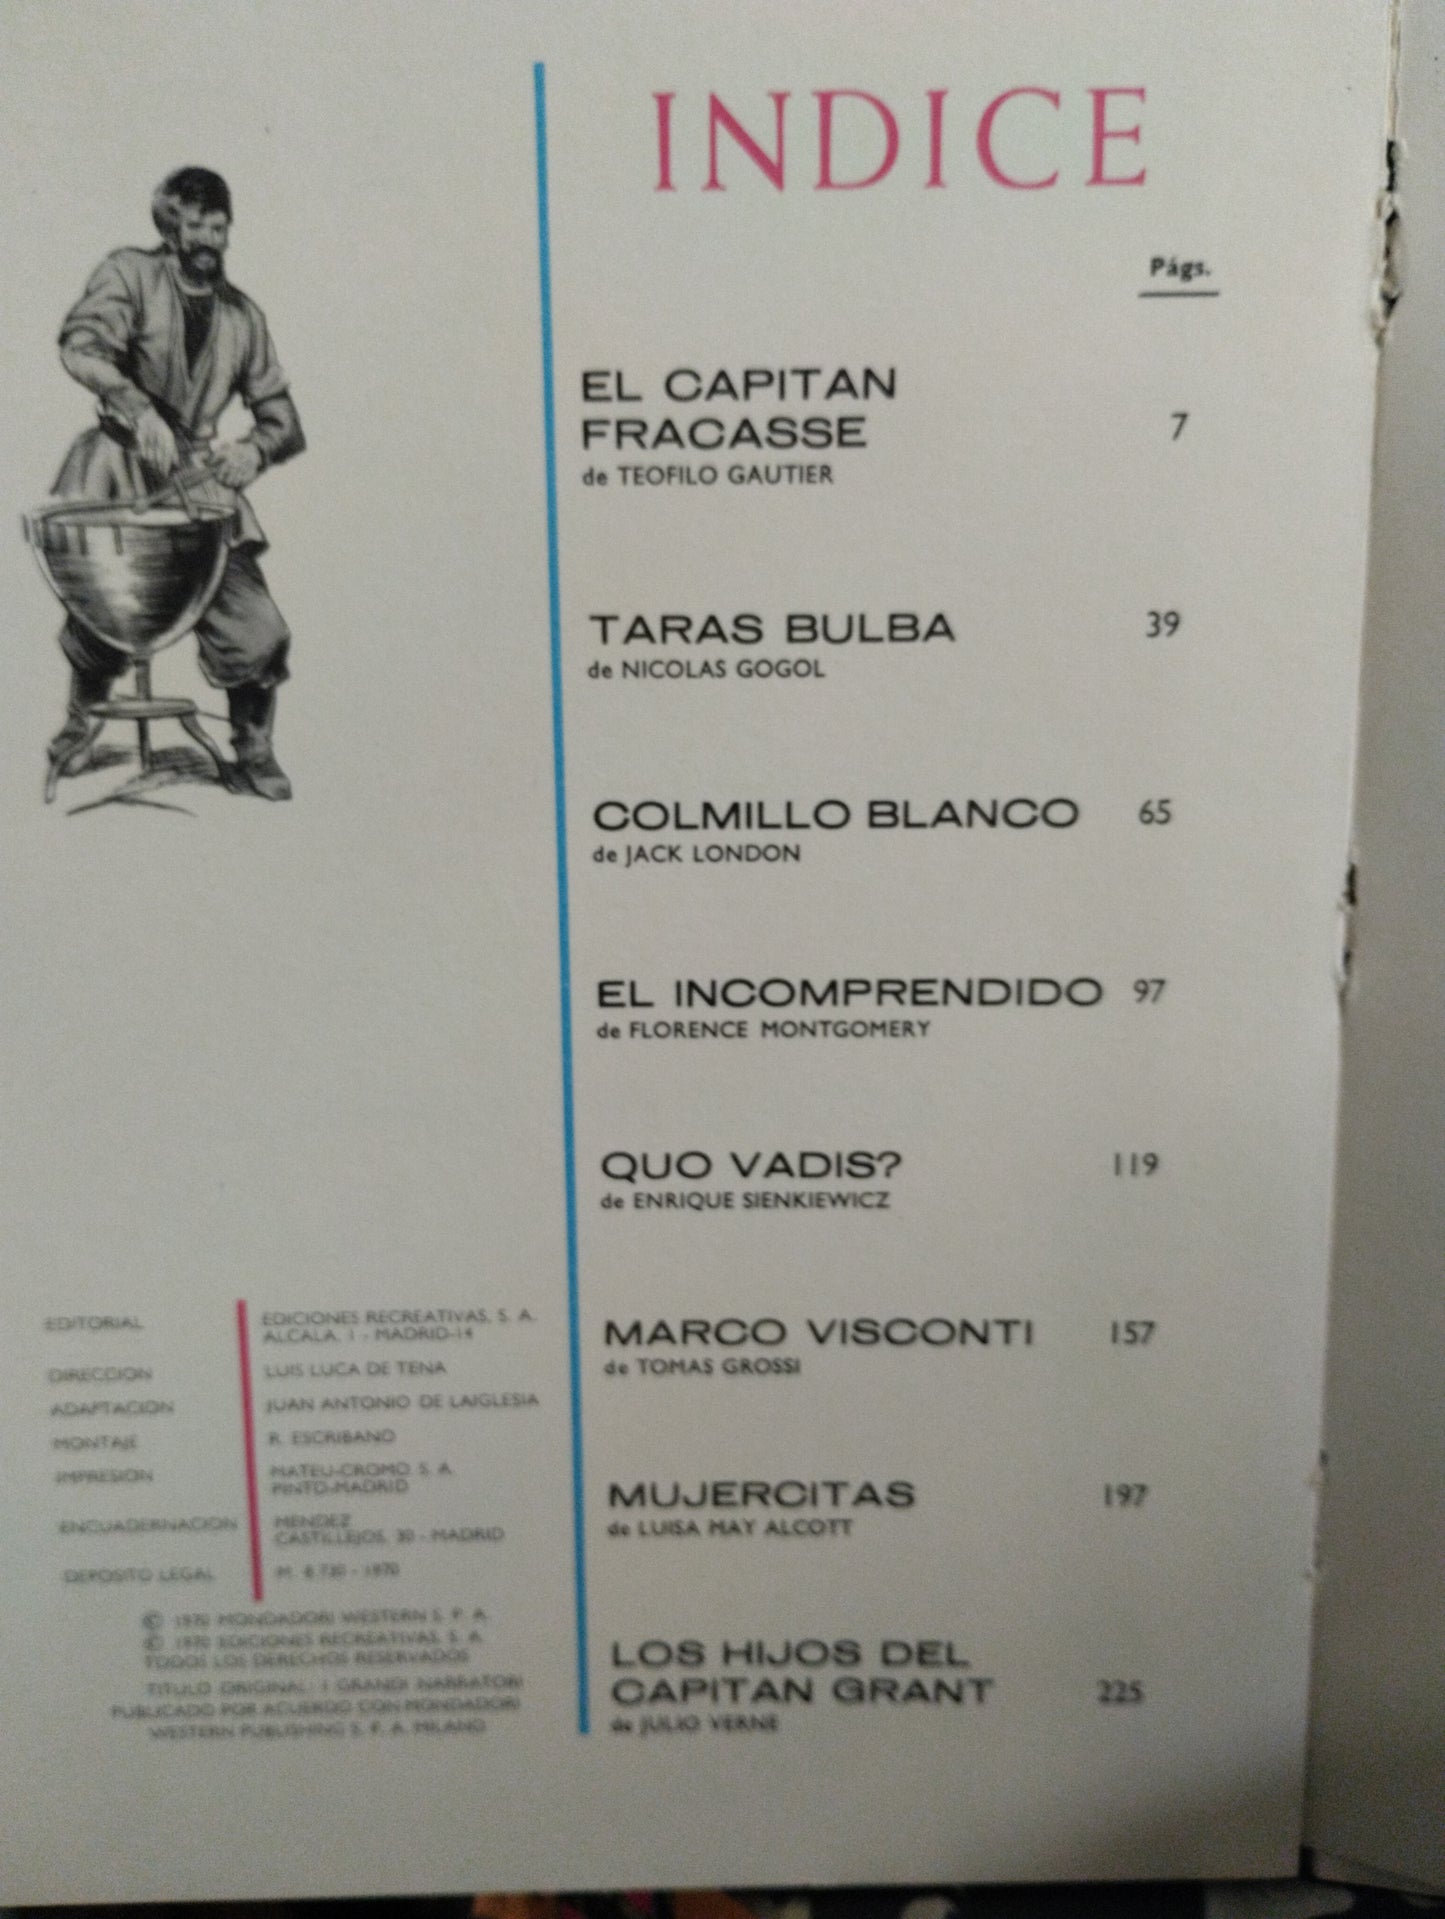 INDICE
Págs.
EL CAPITAN
FRACASSE 7
de TEOFILO GAUTIER
TARAS BULBA 39
de NICOLAS GOGOL
COLMILLO BLANCO 65
de JACK LONDON
EL INCOMPRENDIDO 97
de FLORENCE MONTGOMERY
QUO VADIS? 119
de ENRIQUE SIENKIEWICZ
MARCO VISCONTI 157
de TOMAS GROSSI
MUJERCITAS 197
de LUISA MAY ALCOTT
LOS HIJOS DEL
CAPITAN GRANT 225
de JULIO VERNE
EDITORIAL EDICIONES RECREATIVAS, S. A.
ALCALA, 1 - MADRID-14
DIRECCION LUIS LUCA DE TENA
ADAPTACION JUAN ANTONIO DE LAIGLESIA
MONTAJE R. ESCRIBANO
IMPRESION MATEU-CROMO, S. A.
PINTO-MADRID
ENCUADERNACION MENDEZ
CASTILLEJOS, 30 - MADRID
DEPOSITO LEGAL M. - 1970
© 1970 MONDADORI WESTERN S. P. A.
© 1970 EDICIONES RECREATIVAS, S. A.
TODOS LOS DERECHOS RESERVADOS
TITULO ORIGINAL: I GRANDI NARRATORI
PUBLICADO POR ACUERDO CON MONDADORI
WESTERN PUBLISHING S. P. A. MILANO